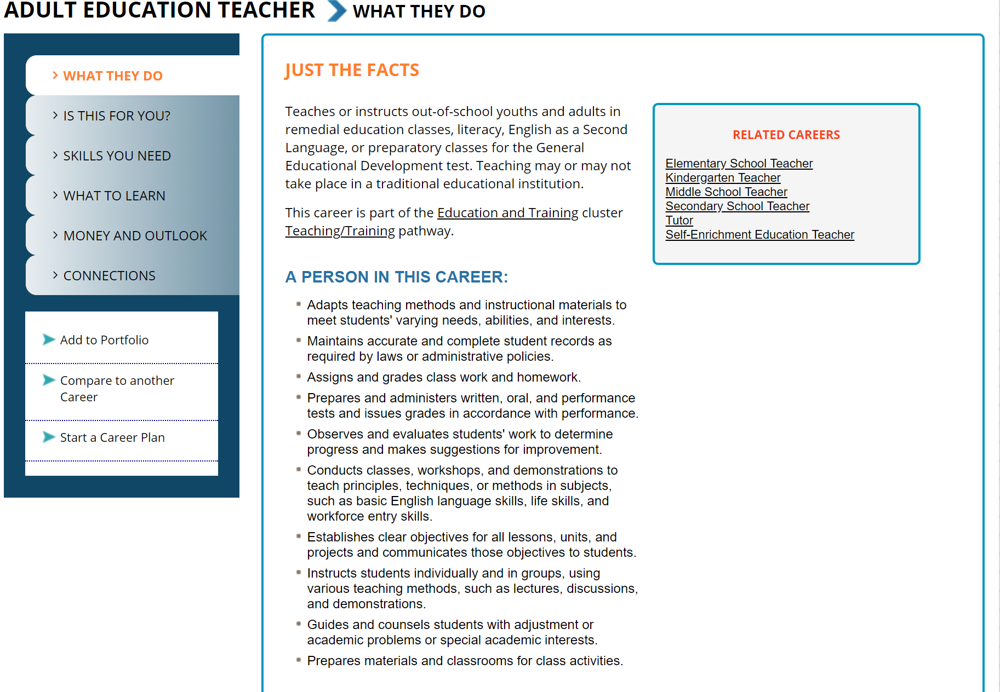 ADULT EDUCATION TEACHER WHAT THEY DO
WHAT THEY DO
IS THIS FOR YOU?
SKILLS YOU NEED
WHAT TO LEARN
MONEY AND OUTLOOK
CONNECTIONS
Add to Portfolio
Compare to another
Career
Start a Career Plan
JUST THE FACTS
Teaches or instructs out-of-school youths and adults in
remedial education classes, literacy, English as a Second
Language, or preparatory classes for the General
Educational Development test. Teaching may or may not
take place in a traditional educational institution.
This career is part of the Education and Training cluster
Teaching/Training pathway.
A PERSON IN THIS CAREER:
Adapts teaching methods and instructional materials to
meet students' varying needs, abilities, and interests.
Maintains accurate and complete student records as
required by laws or administrative policies.
Assigns and grades class work and homework.
Prepares and administers written, oral, and performance
tests and issues grades in accordance with performance.
Observes and evaluates students' work to determine
progress and makes suggestions for improvement.
Conducts classes, workshops, and demonstrations to
teach principles, techniques, or methods in subjects,
such as basic English language skills, life skills, and
workforce entry skills.
Establishes clear objectives for all lessons, units, and
projects and communicates those objectives to students.
Instructs students individually and in groups, using
various teaching methods, such as lectures, discussions,
and demonstrations.
Guides and counsels students with adjustment or
academic problems or special academic interests.
Prepares materials and classrooms for class activities.
RELATED CAREERS
Elementary School Teacher
Kindergarten Teacher
Middle School Teacher
Secondary School Teacher
Tutor
Self-Enrichment Education Teacher